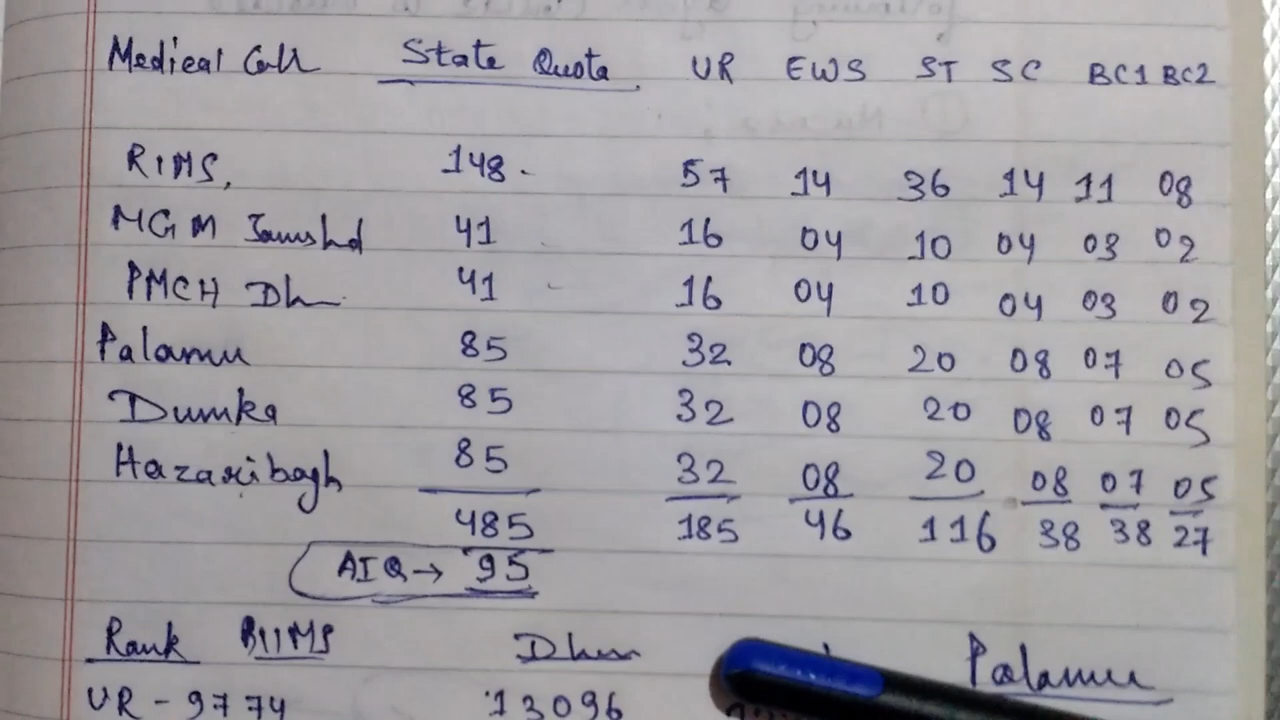 Medical Coll State Quota UR EWS ST SC BC1 BC2
RIMS, 148 57 14 36 14 11 08
MGM Jamshd 41 16 04 10 04 03 02
PMCH Dh 41 16 04 10 04 03 02
Palamu 85 32 08 20 08 07 05
Dumka 85 32 08 20 08 07 05
Hazaribagh 85 32 08 20 08 07 05
485 185 46 116 38 38 27
AIQ → 95
Rank RIIMS Dhn Palamu
UR - 9774 13096